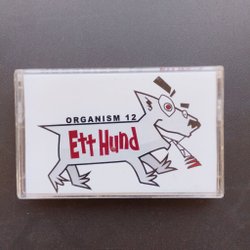 ORGANISM 12
Ett Hund